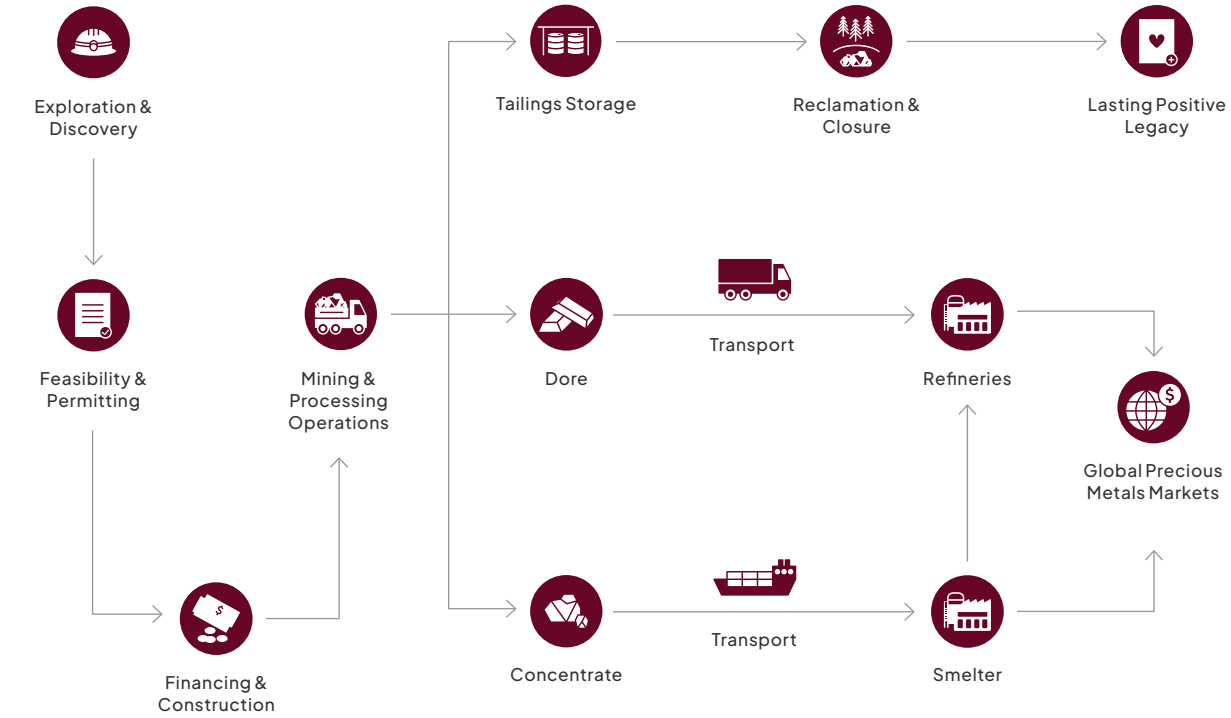 Exploration &
Discovery
Feasibility &
Permitting
$
Financing &
Construction
Mining &
Processing
Operations
Tailings Storage
Reclamation &
Closure
Lasting Positive
Legacy
Dore
Transport
Refineries
$
Global Precious
Metals Markets
Concentrate
Transport
Smelter